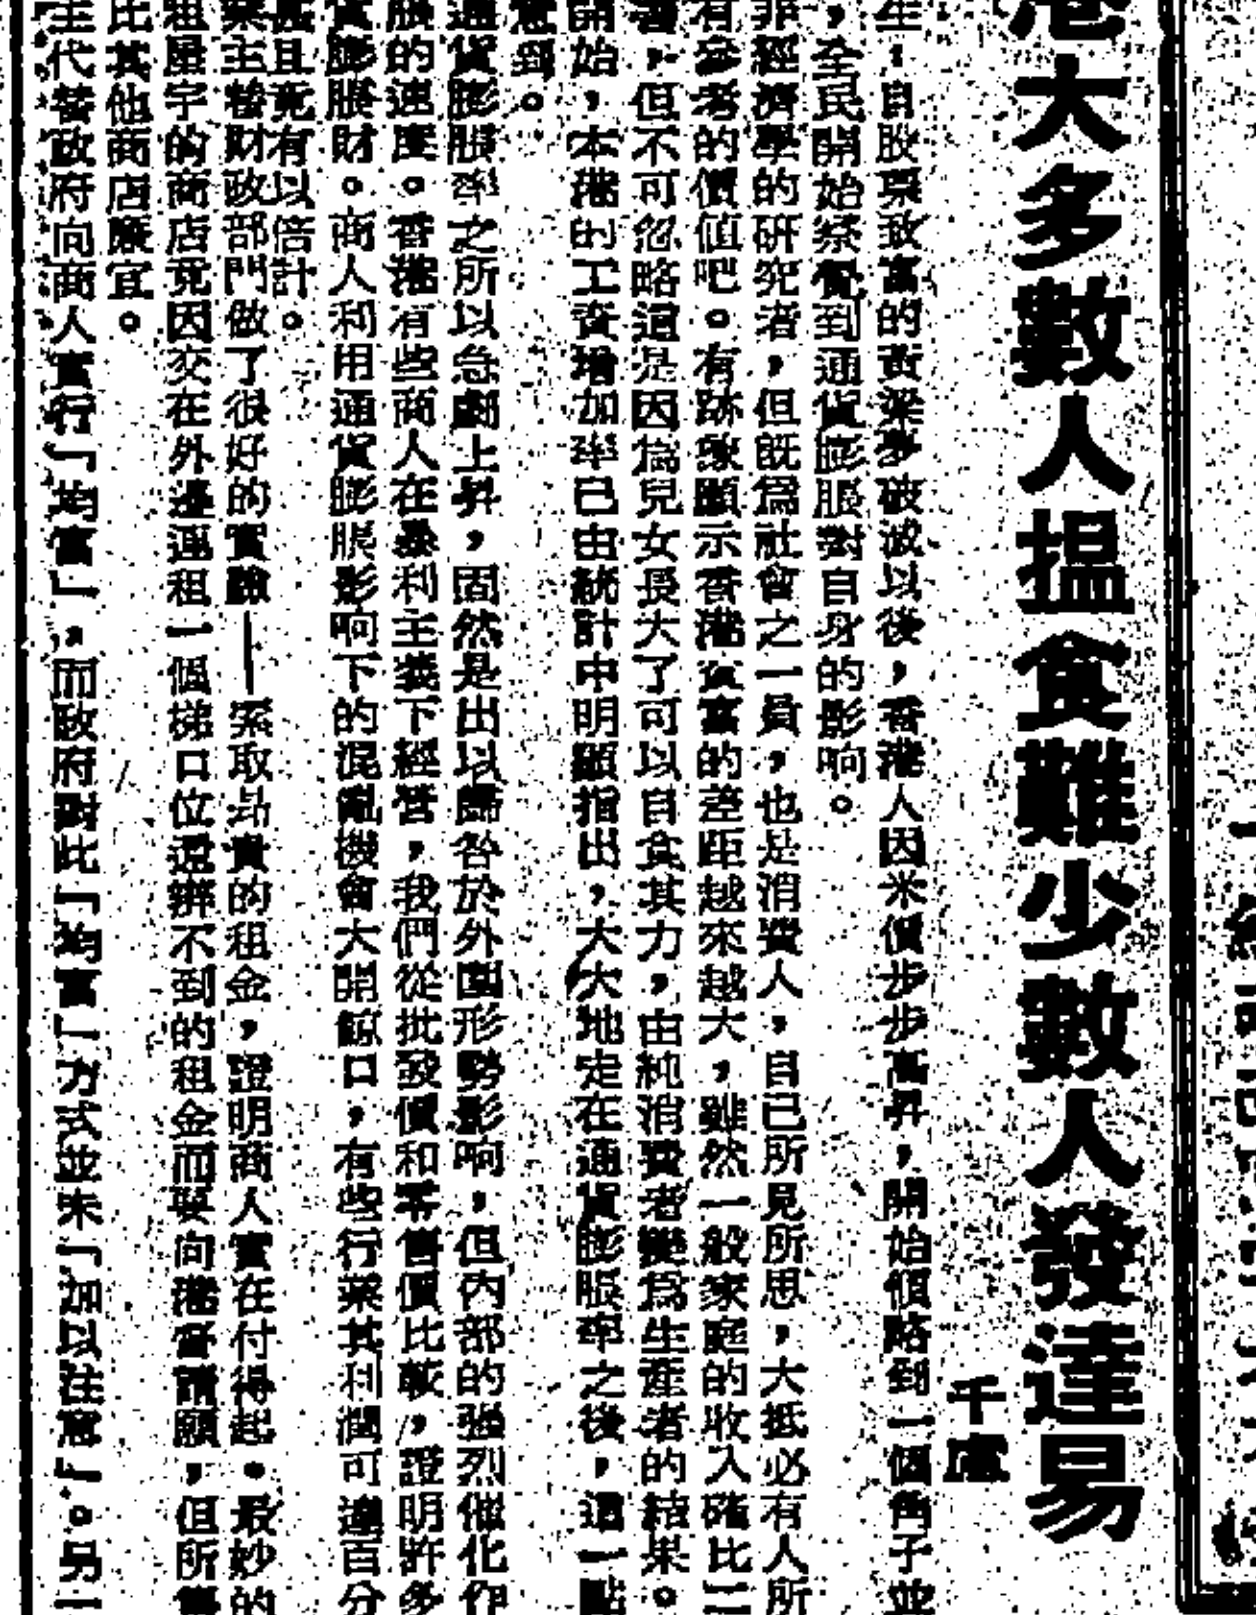 港大多數人搵食難少數人發達易
千慮
生：自股票致富的黃粱夢破滅以後，香港人因米價步步高昇，開始領略到一個角子並
，全民開始察覺到通貨膨脹對自身的影响。
非經濟學的研究者，但既為社會之一員，也是消費人，自己所見所思，大抵必有人所
有參考的價值吧。有跡象顯示香港貧富的差距越來越大，雖然一般家庭的收入確比二
著，但不可忽略這是因為兒女長大了可以自食其力，由純消費者變為生產者的結果。
開始，本港的工資增加率已由統計中明顯指出，大大地走在通貨膨脹率之後，這一點
意到。
通貨膨脹率之所以急劇上昇，固然是出以歸咎於外圍形勢影响，但內部的強烈催化作
脹的速度。香港有些商人在暴利主義下經營，我們從批發價和零售價比較，證明許多
貨膨脹財。商人利用通貨膨脹影响下的混亂機會大開鯨口，有些行業其利潤可達百分
甚且竟有以倍計。
業主替財政部門做了很好的實驗——索取昂貴的租金，證明商人實在付得起。最妙的
租屋宇的商店竟因交在外邊連租一個梯口位還辦不到的租金而要向港督請願，但所售
比其他商店廉宜。
主代替政府向商人實行「均富」，而政府對此「均富」方式並未「加以注意」。另一